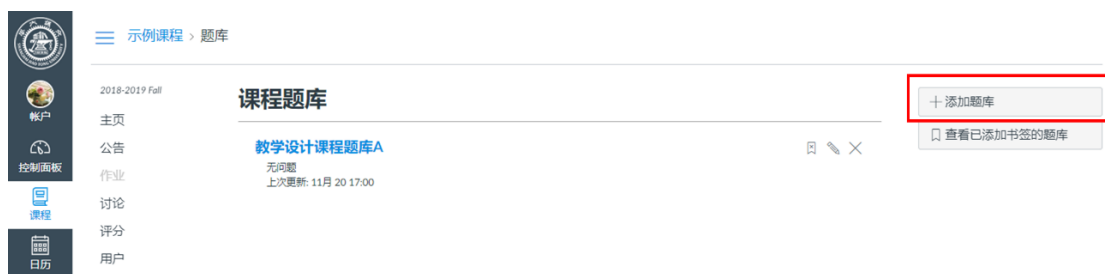 示例课程 › 题库
2018-2019 Fall
帐户
控制面板
课程
日历
主页
公告
作业
讨论
评分
用户
课程题库
教学设计课程题库A
无问题
上次更新: 11月 20 17:00
添加题库
查看已添加书签的题库